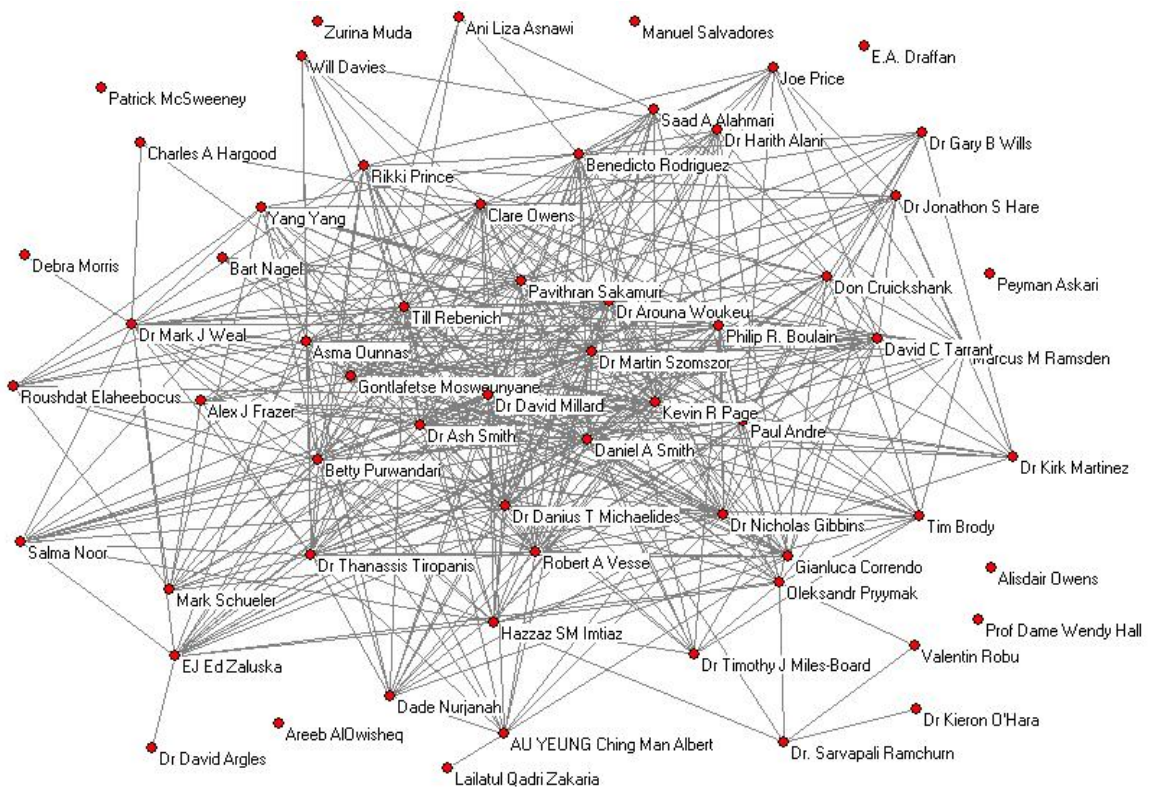 Zurina Muda
Ani Liza Asnawi
Manuel Salvadores
E.A. Draffan
Will Davies
Joe Price
Patrick McSweeney
Saad A Alahmari
Dr Harith Alani
Dr Gary B Wills
Charles A Hargood
Rikki Prince
Benedicto Rodriguez
Dr Jonathon S Hare
Yang Yang
Clare Owens
Debra Morris
Bart Nagel
Pavithran Sakamuri
Don Cruickshank
Peyman Askari
Till Rebenich
Dr Arouna Woukeu
Dr Mark J Weal
Philip R. Boulain
Asma Ounnas
David C Tarrant
Marcus M Ramsden
Dr Martin Szomszor
Roushdat Elaheebocus
Gontlafetse Mosweunyane
Alex J Frazer
Dr David Millard
Kevin R Page
Dr Ash Smith
Paul Andre
Daniel A Smith
Betty Purwandari
Dr Kirk Martinez
Dr Danius T Michaelides
Dr Nicholas Gibbins
Tim Brody
Salma Noor
Dr Thanassis Tiropanis
Robert A Vesse
Gianluca Correndo
Alisdair Owens
Mark Schueler
Oleksandr Pryymak
Prof Dame Wendy Hall
Hazzaz SM Imtiaz
Valentin Robu
EJ Ed Zaluska
Dr Timothy J Miles-Board
Dade Nurjanah
Dr Kieron O'Hara
Areeb AlOwisheq
AU YEUNG Ching Man Albert
Dr David Argles
Dr. Sarvapali Ramchurn
Lailatul Qadri Zakaria